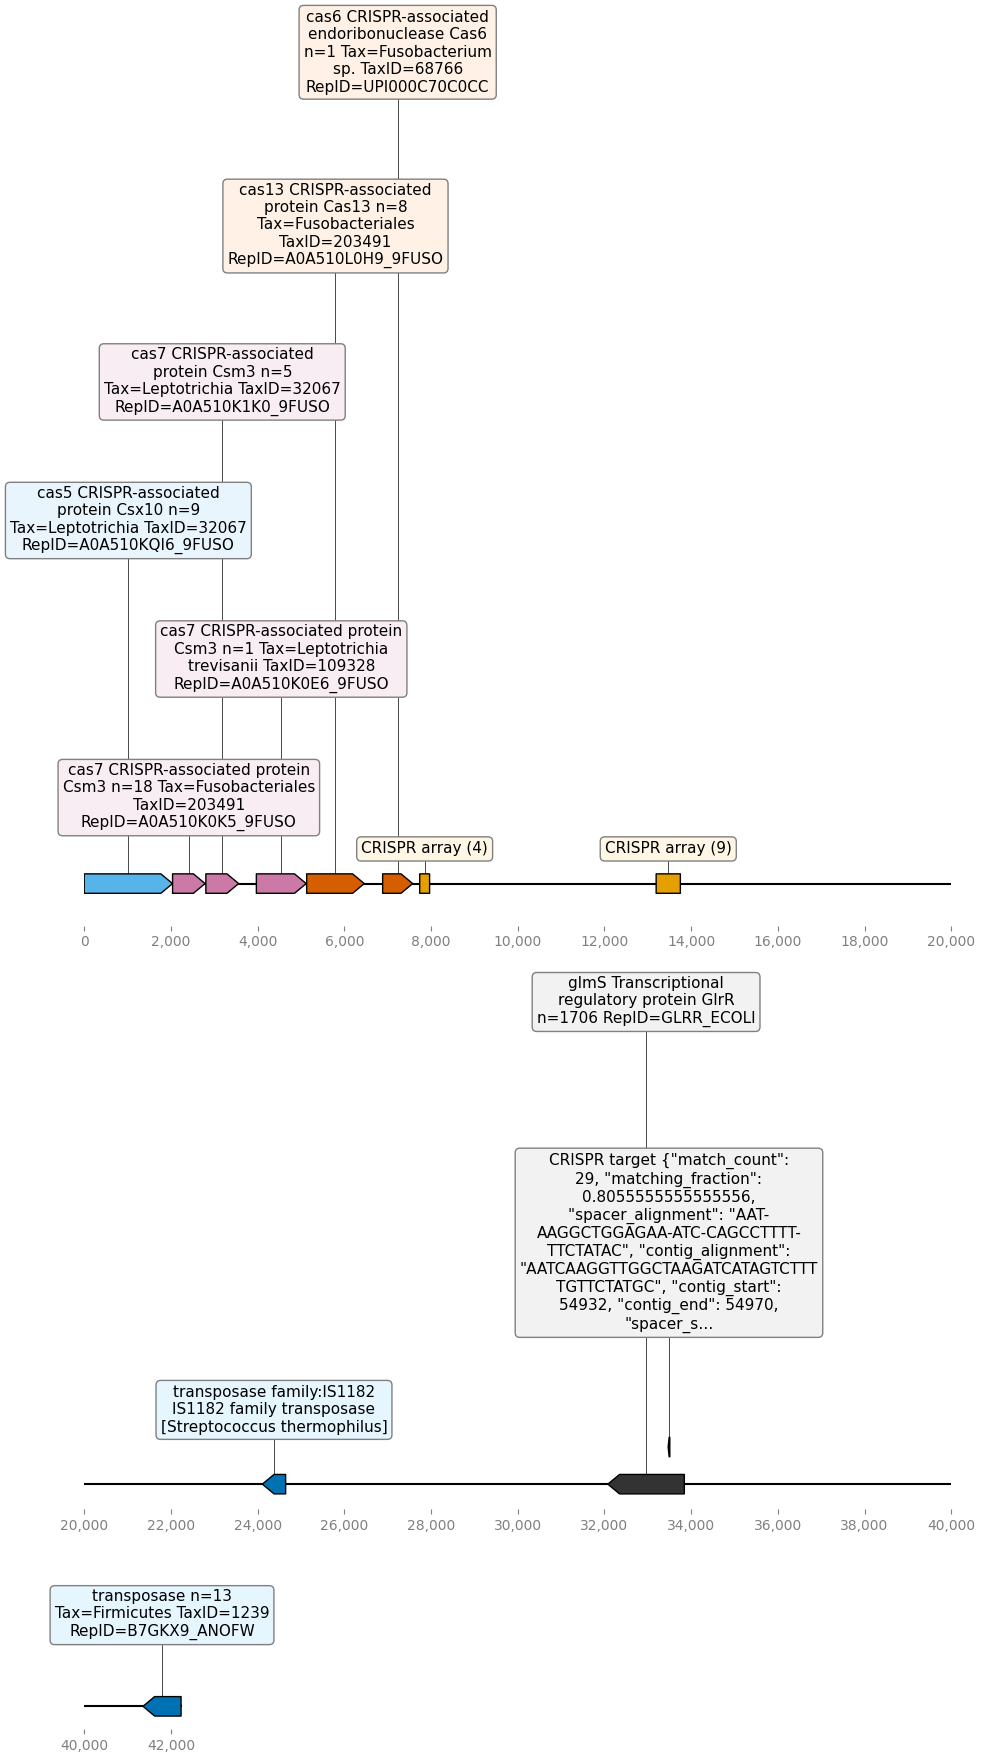 cas6 CRISPR-associated
endoribonuclease Cas6
n=1 Tax=Fusobacterium
sp. TaxID=68766
RepID=UPI000C70C0CC
cas13 CRISPR-associated
protein Cas13 n=8
Tax=Fusobacteriales
TaxID=203491
RepID=A0A510L0H9_9FUSO
cas7 CRISPR-associated
protein Csm3 n=5
Tax=Leptotrichia TaxID=32067
RepID=A0A510K1K0_9FUSO
cas5 CRISPR-associated
protein Csx10 n=9
Tax=Leptotrichia TaxID=32067
RepID=A0A510KQI6_9FUSO
cas7 CRISPR-associated protein
Csm3 n=1 Tax=Leptotrichia
trevisanii TaxID=109328
RepID=A0A510K0E6_9FUSO
cas7 CRISPR-associated protein
Csm3 n=18 Tax=Fusobacteriales
TaxID=203491
RepID=A0A510K0K5_9FUSO
CRISPR array (4)
CRISPR array (9)
0 2,000 4,000 6,000 8,000 10,000 12,000 14,000 16,000 18,000 20,000
glmS Transcriptional
regulatory protein GlrR
n=1706 RepID=GLRR_ECOLI
CRISPR target {"match_count":
29, "matching_fraction":
0.8055555555555556,
"spacer_alignment": "AAT-
AAGGCTGGAGAA-ATC-CAGCCTTTT-
TTCTATAC", "contig_alignment":
"AATCAAGGTTGGCTAAGATCATAGTCTTT
TGTTCTATGC", "contig_start":
54932, "contig_end": 54970,
"spacer_s...
transposase family:IS1182
IS1182 family transposase
[Streptococcus thermophilus]
20,000 22,000 24,000 26,000 28,000 30,000 32,000 34,000 36,000 38,000 40,000
transposase n=13
Tax=Firmicutes TaxID=1239
RepID=B7GKX9_ANOFW
40,000 42,000